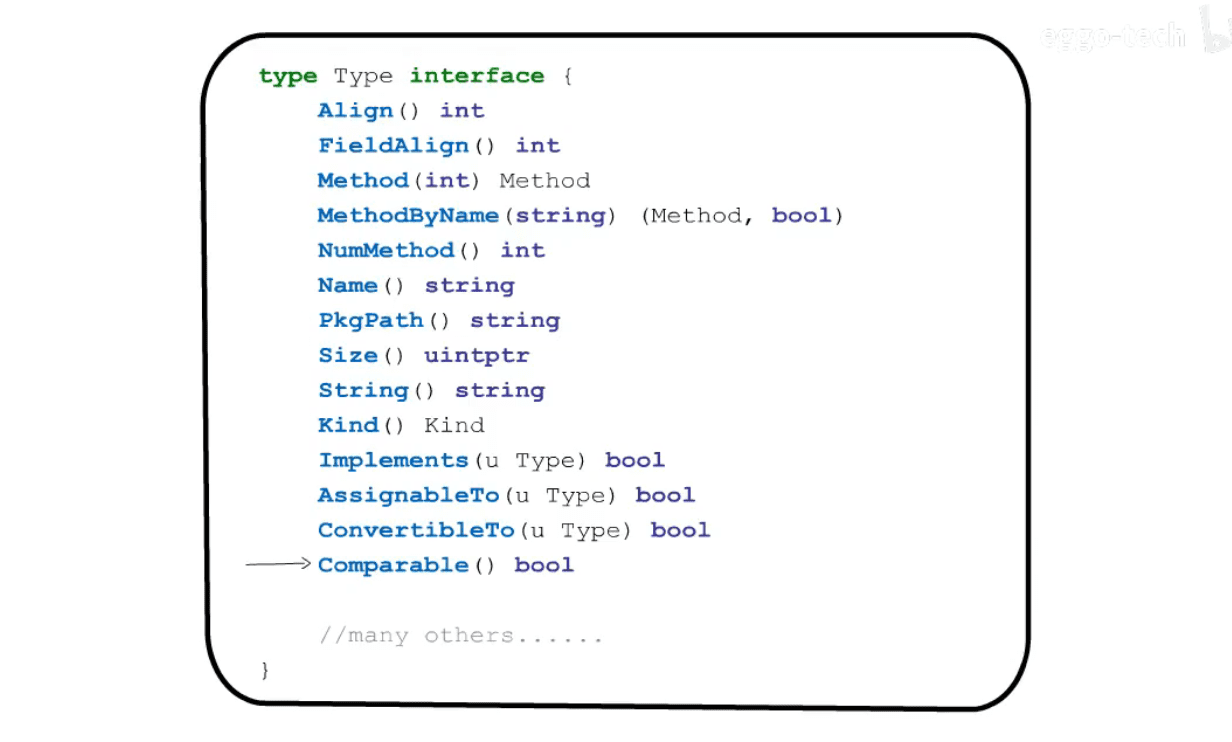 eggo-tech
type Type interface {
Align() int
FieldAlign() int
Method(int) Method
MethodByName(string) (Method, bool)
NumMethod() int
Name() string
PkgPath() string
Size() uintptr
String() string
Kind() Kind
Implements(u Type) bool
AssignableTo(u Type) bool
ConvertibleTo(u Type) bool
Comparable() bool
//many others......
}